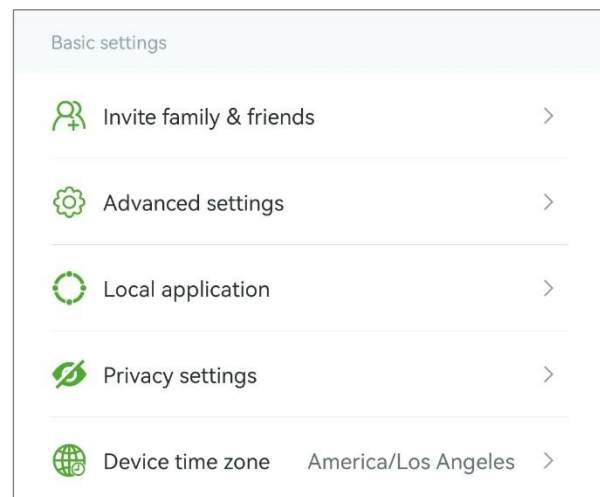 Basic settings
Invite family & friends
Advanced settings
Local application
Privacy settings
Device time zone America/Los Angeles